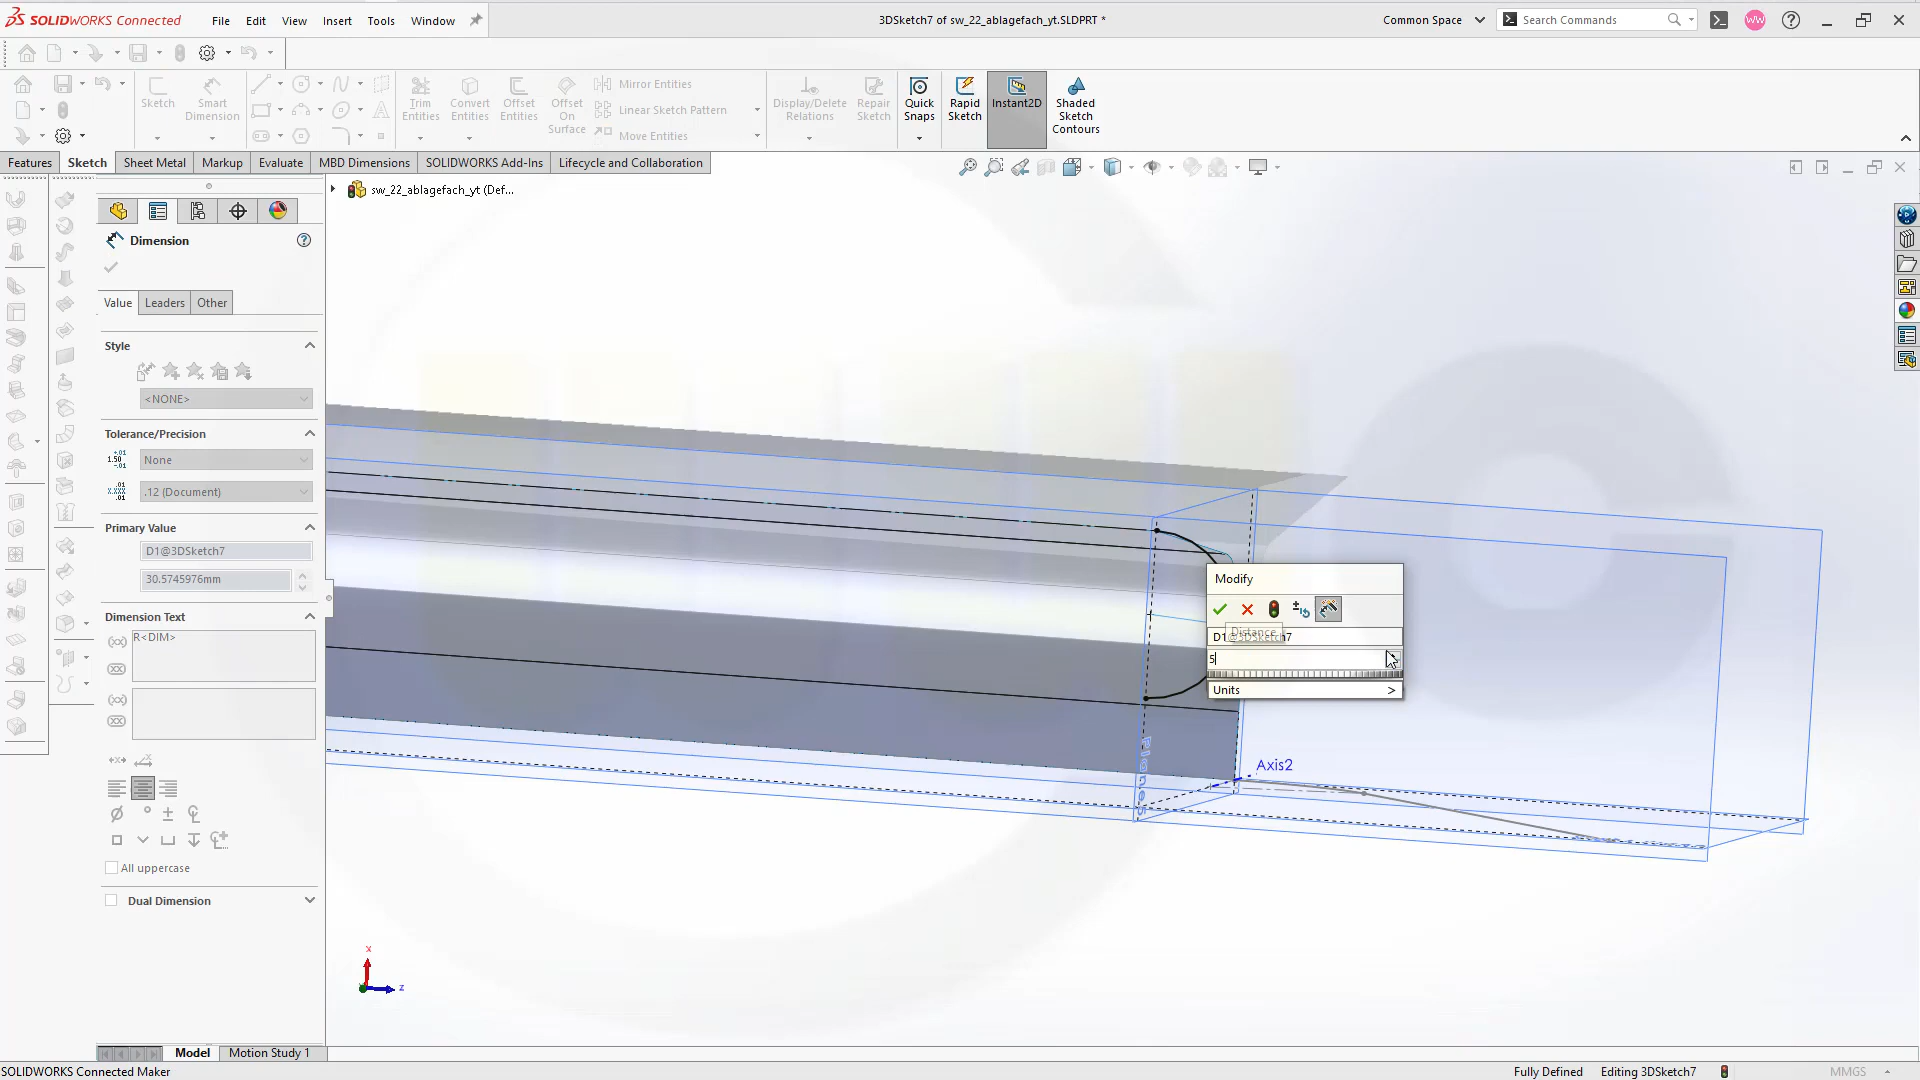 SOLIDWORKS Connected
File Edit View Insert Tools Window
3DSketch7 of sw_22_ablagefach_yt.SLDPRT *
Common Space
Search Commands
WW
Sketch
Smart Dimension
Trim Entities
Convert Entities
Offset Entities
Offset On Surface
Mirror Entities
Linear Sketch Pattern
Move Entities
Display/Delete Relations
Repair Sketch
Quick Snaps
Rapid Sketch
Instant2D
Shaded Sketch Contours
Features Sketch Sheet Metal Markup Evaluate MBD Dimensions SOLIDWORKS Add-Ins Lifecycle and Collaboration
sw_22_ablagefach_yt (Def...
Dimension
Value Leaders Other
Style
<NONE>
Tolerance/Precision
None
.12 (Document)
Primary Value
D1@3DSketch7
30.5745976mm
Dimension Text
R<DIM>
All uppercase
Dual Dimension
Modify
D1@3DSketch7
Distance
5
Units
Axis2
Plane5
x
z
Model Motion Study 1
SOLIDWORKS Connected Maker
Fully Defined
Editing 3DSketch7
MMGS